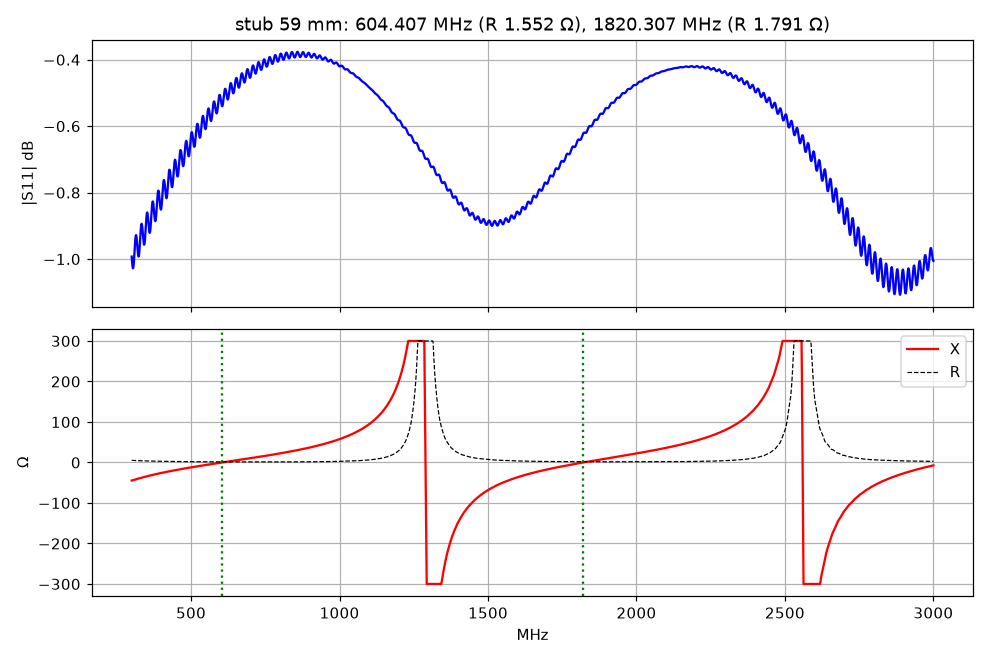 stub 59 mm: 604.407 MHz (R 1.552 Ω), 1820.307 MHz (R 1.791 Ω)
−0.4
−0.6
−0.8
−1.0
|S11| dB
300
200
100
0
−100
−200
−300
Ω
X
R
500
1000
1500
2000
2500
3000
MHz